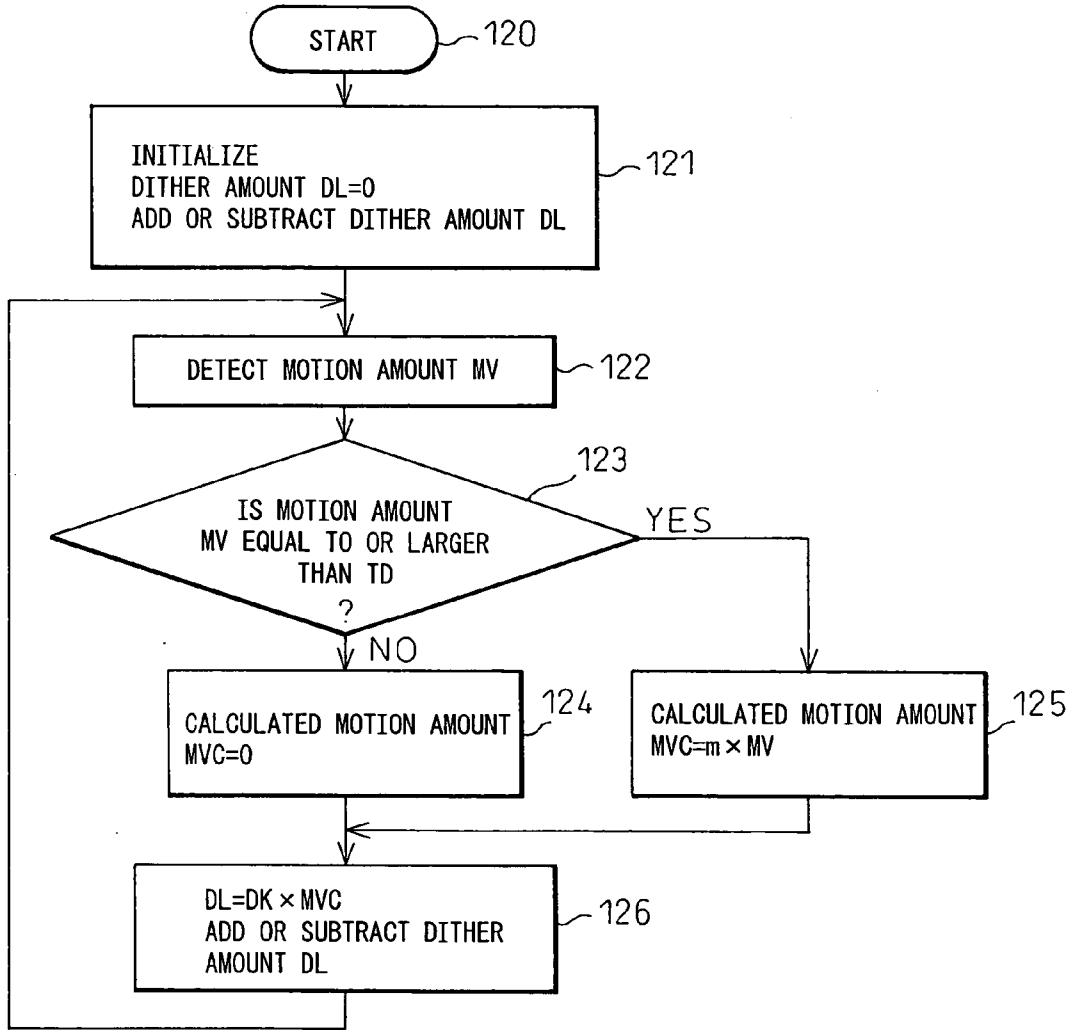 START
120
INITIALIZE
DITHER AMOUNT DL=0
ADD OR SUBTRACT DITHER AMOUNT DL
121
DETECT MOTION AMOUNT MV
122
123
IS MOTION AMOUNT
MV EQUAL TO OR LARGER
THAN TD
?
YES
NO
CALCULATED MOTION AMOUNT
MVC=0
124
CALCULATED MOTION AMOUNT
MVC=m×MV
125
DL=DK×MVC
ADD OR SUBTRACT DITHER
AMOUNT DL
126